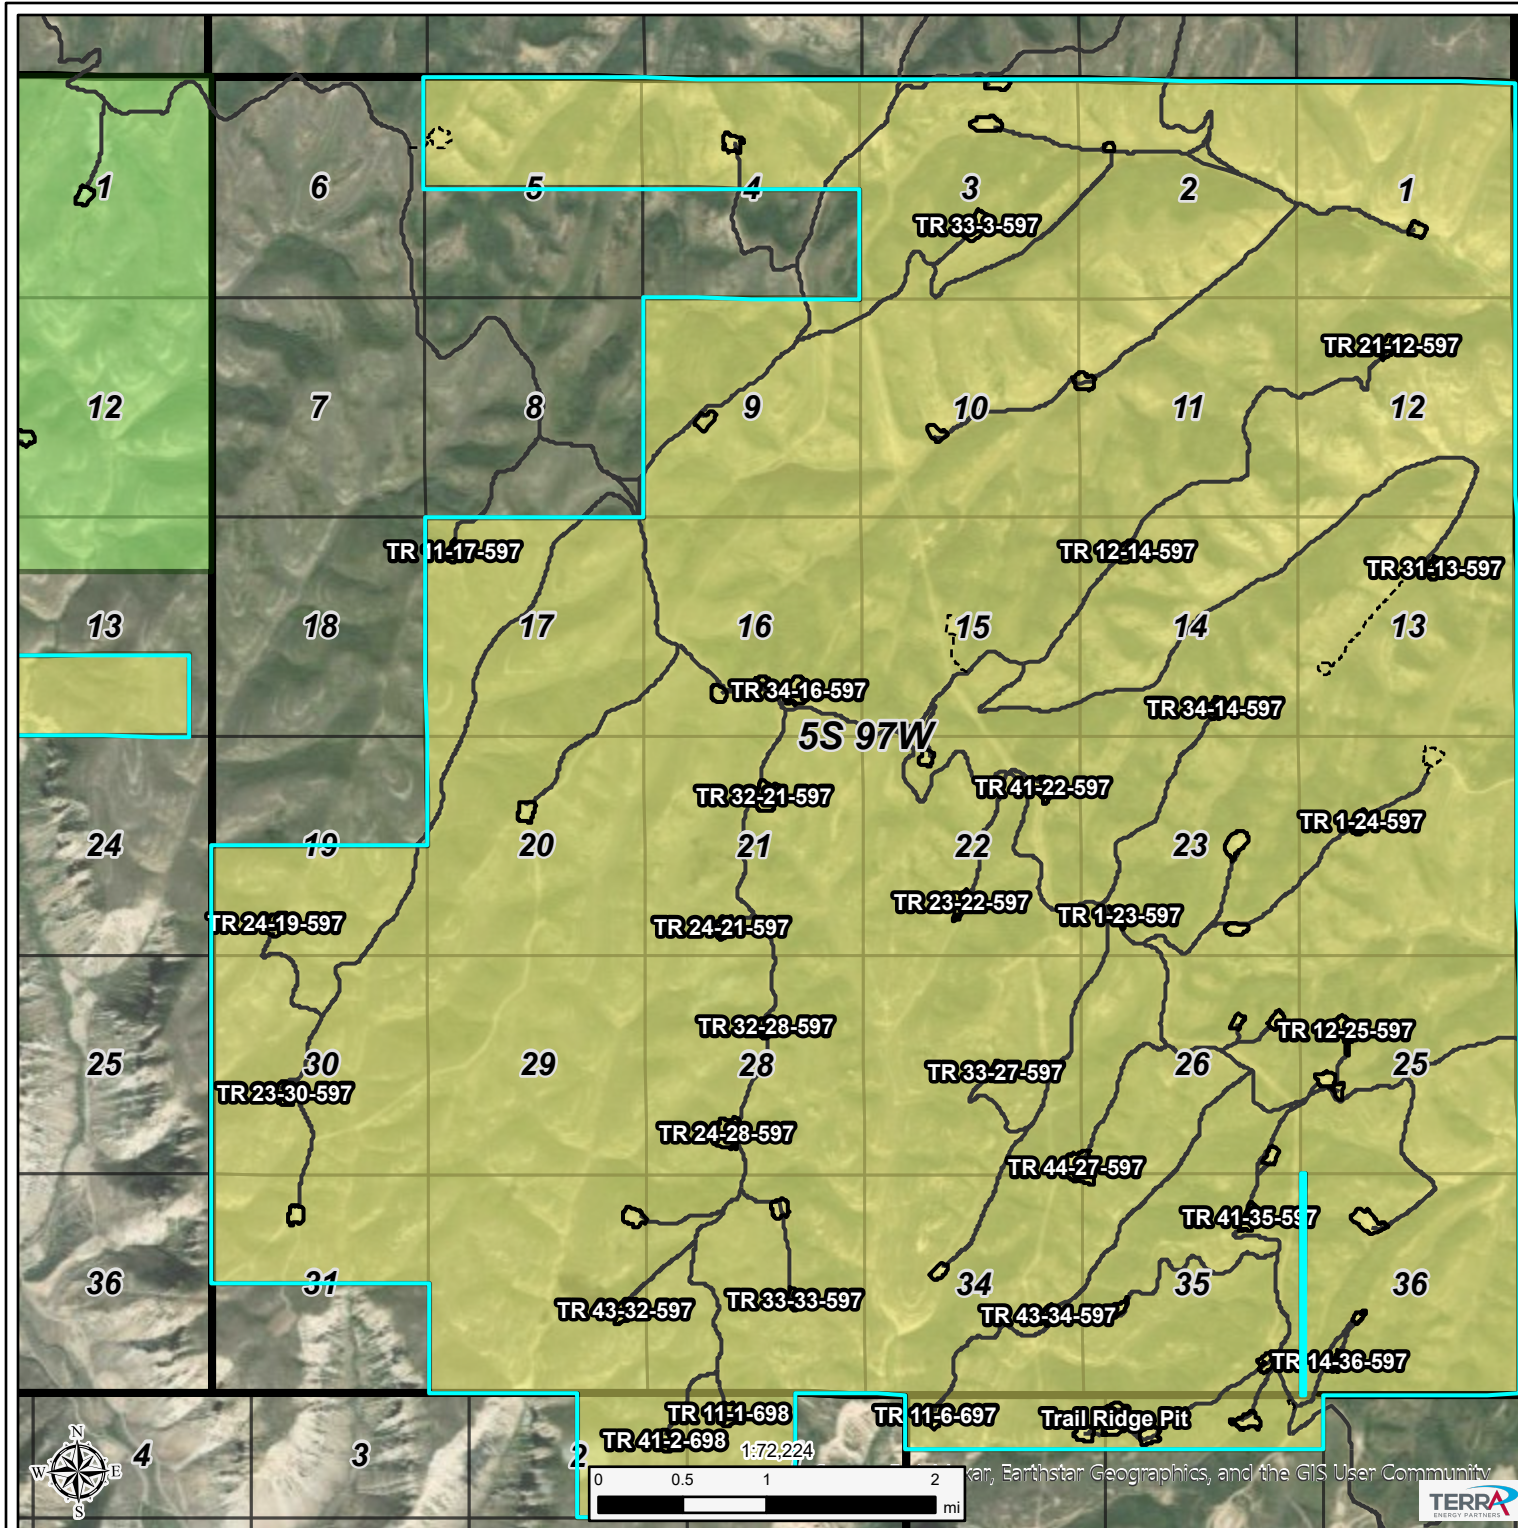 1
6
5
4
3
2
1
TR 33-3-597
TR 21-12-597
12
7
8
9
10
11
12
TR 11-17-597
TR 12-14-597
TR 31-13-597
13
18
17
16
15
14
13
TR 34-16-597
TR 34-14-597
5S 97W
TR 32-21-597
TR 41-22-597
TR 1-24-597
24
19
20
21
22
23
TR 24-19-597
TR 24-21-597
TR 23-22-597
TR 1-23-597
TR 32-28-597
TR 12-25-597
25
30
29
28
TR 33-27-597
26
25
TR 23-30-597
TR 24-28-597
TR 44-27-597
TR 41-35-597
36
31
34
35
36
TR 43-32-597
TR 33-33-597
TR 43-34-597
TR 14-36-597
TR 11-1-698
TR 11-6-697
Trail Ridge Pit
TR 41-2-698
4
3
2
1:72,224
N
W E
S
0 0.5 1 2
mi
kar, Earthstar Geographics, and the GIS User Community
TERRA
ENERGY PARTNERS